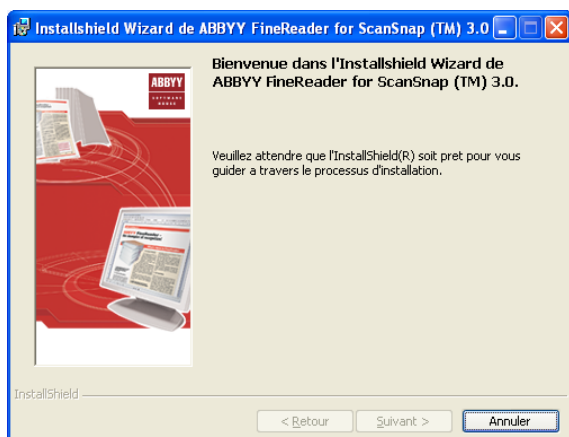 Installshield Wizard de ABBYY FineReader for ScanSnap (TM) 3.0
ABBYY
SOFTWARE
HOUSE
Bienvenue dans l'Installshield Wizard de
ABBYY FineReader for ScanSnap (TM) 3.0.
Veuillez attendre que l'InstallShield(R) soit pret pour vous
guider a travers le processus d'installation.
InstallShield
< Retour
Suivant >
Annuler